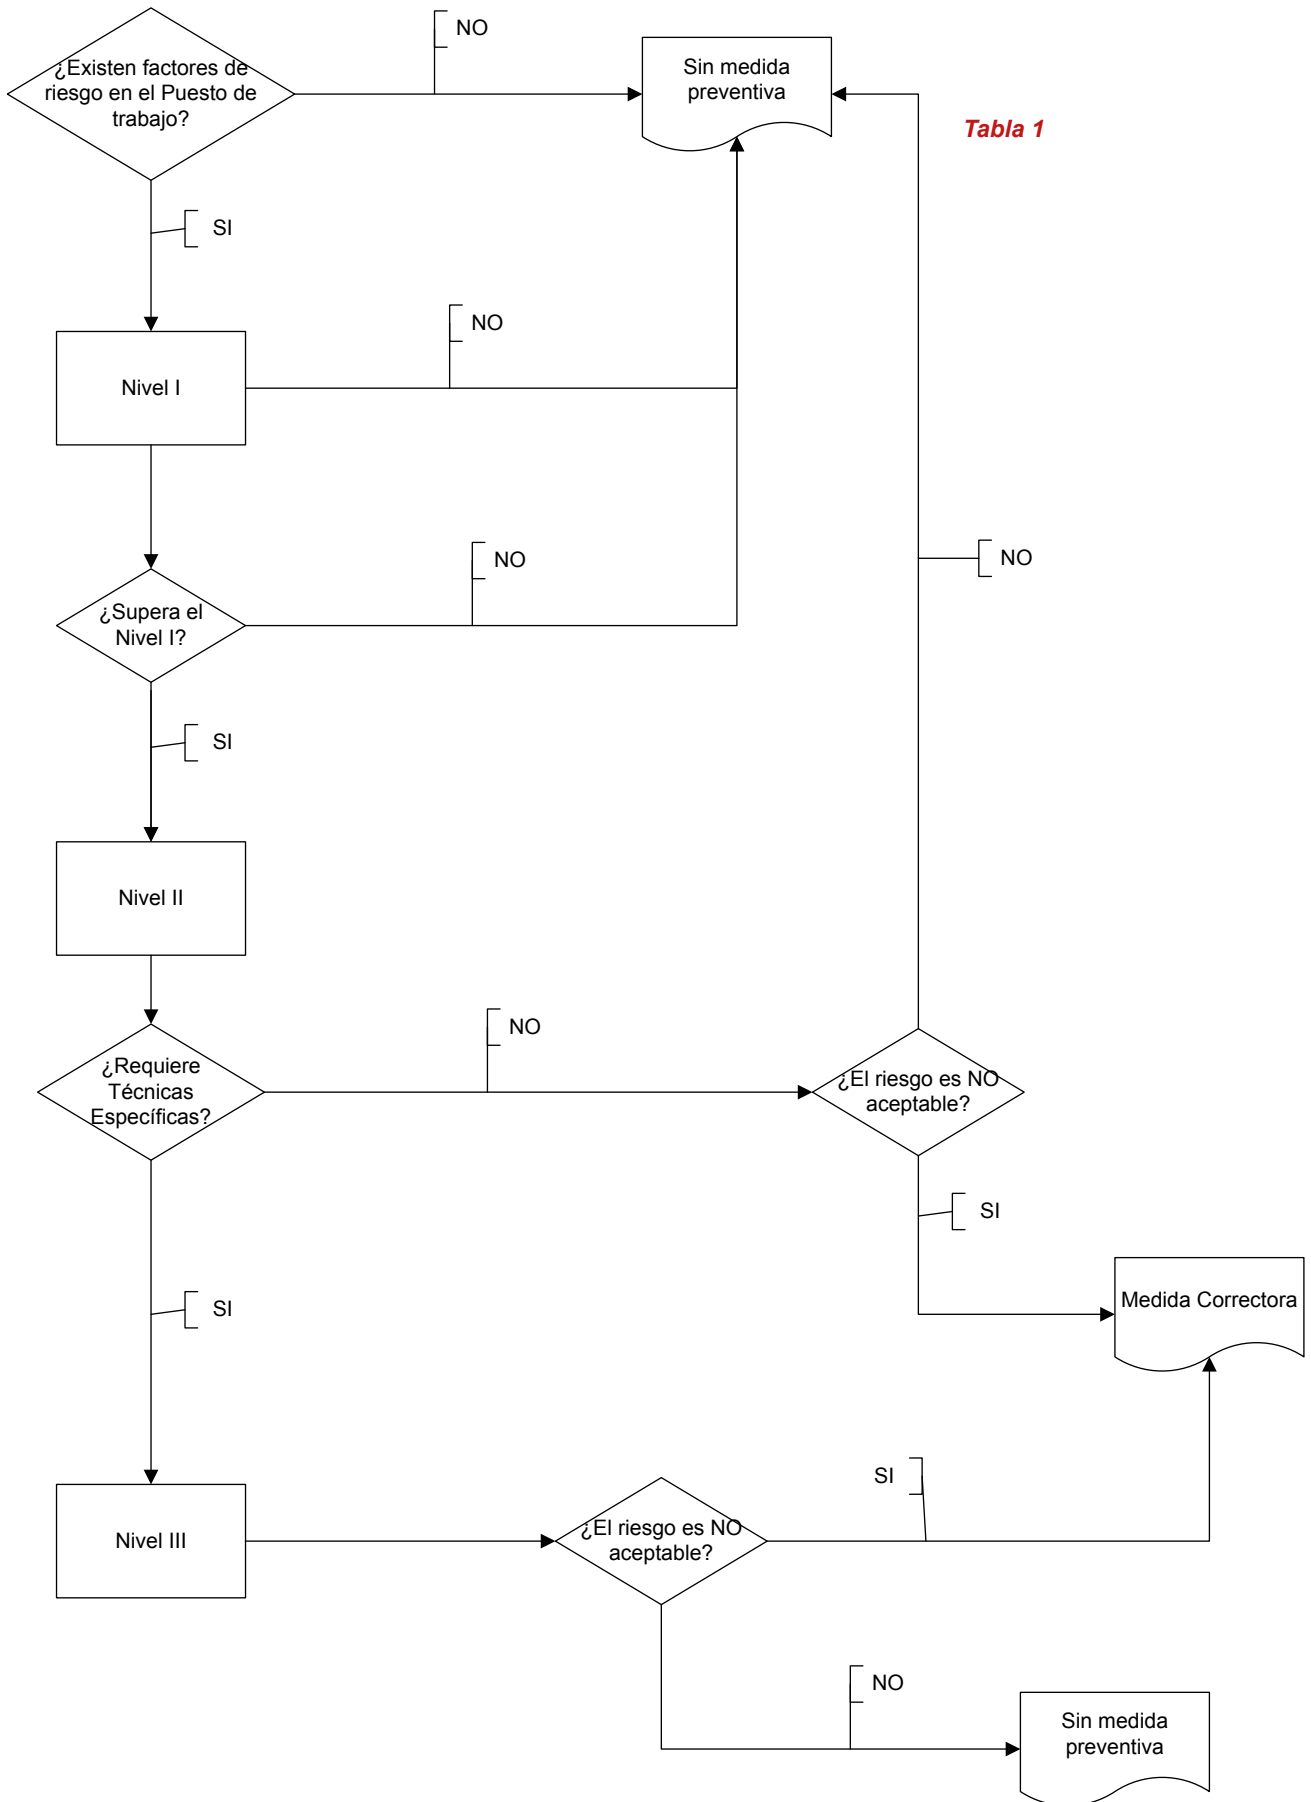 NO
¿Existen factores de
riesgo en el Puesto de
trabajo?
Sin medida
preventiva
Tabla 1
SI
NO
Nivel I
NO
NO
¿Supera el
Nivel I?
SI
Nivel II
NO
¿Requiere
Técnicas
Específicas?
¿El riesgo es NO
aceptable?
SI
SI
Medida Correctora
SI
Nivel III
¿El riesgo es NO
aceptable?
NO
Sin medida
preventiva